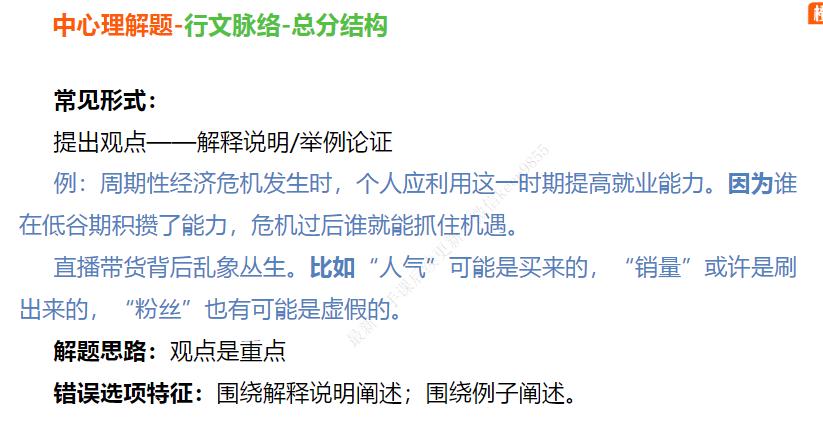 中心理解题-行文脉络-总分结构
常见形式：
提出观点——解释说明/举例论证
例：周期性经济危机发生时，个人应利用这一时期提高就业能力。因为谁
在低谷期积攒了能力，危机过后谁就能抓住机遇。
直播带货背后乱象丛生。比如“人气”可能是买来的，“销量”或许是刷
出来的，“粉丝”也有可能是虚假的。
解题思路：观点是重点
错误选项特征：围绕解释说明阐述；围绕例子阐述。